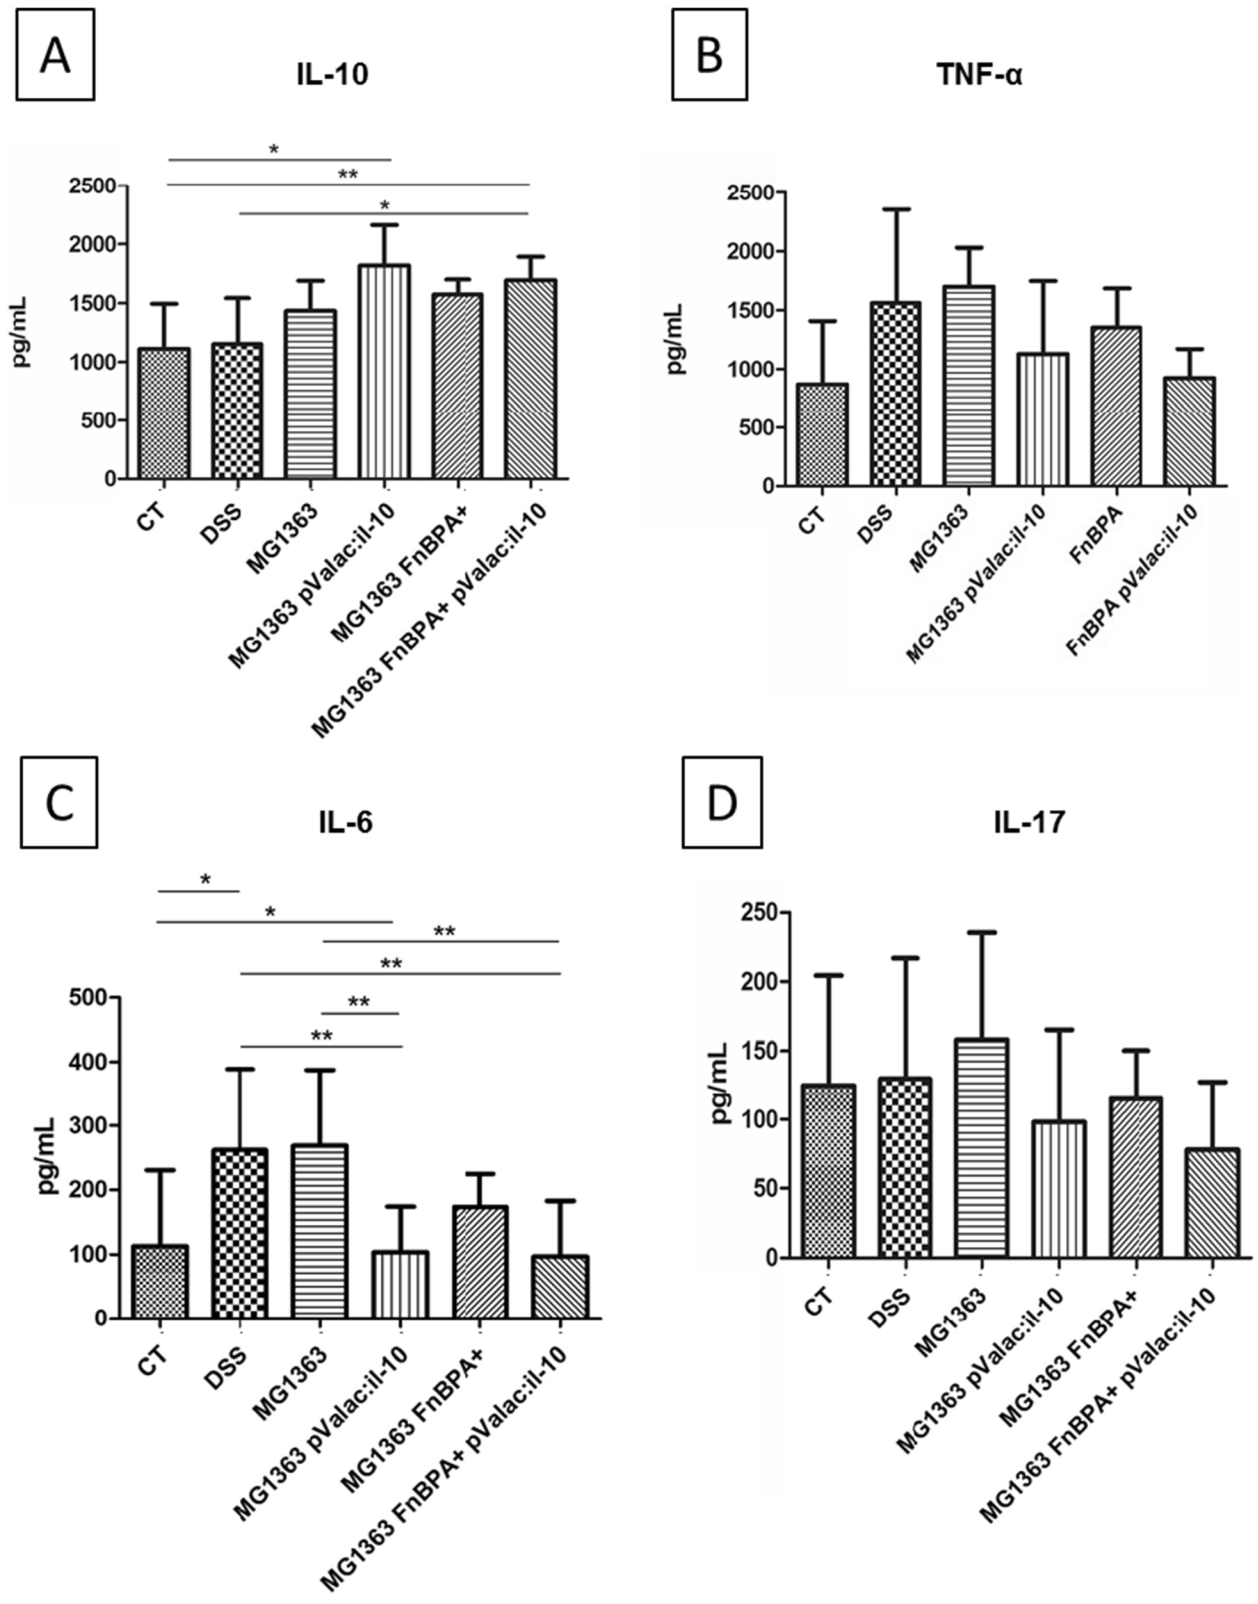 A
IL-10
*
**
*
2500
2000
1500
1000
500
0
pg/mL
CT
DSS
MG1363
MG1363 pValac:il-10
MG1363 FnBPA+
MG1363 FnBPA+ pValac:il-10
B
TNF-α
2500
2000
1500
1000
500
0
pg/mL
CT
DSS
MG1363
MG1363 pValac:il-10
FnBPA
FnBPA pValac:il-10
C
IL-6
*
*
**
**
**
**
500
400
300
200
100
0
pg/mL
CT
DSS
MG1363
MG1363 pValac:il-10
MG1363 FnBPA+
MG1363 FnBPA+ pValac:il-10
D
IL-17
250
200
150
100
50
0
pg/mL
CT
DSS
MG1363
MG1363 pValac:il-10
MG1363 FnBPA+
MG1363 FnBPA+ pValac:il-10